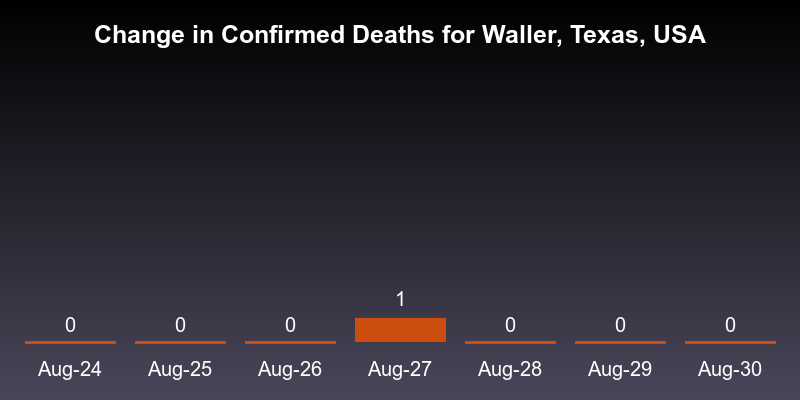 Change in Confirmed Deaths for Waller, Texas, USA
1
0 0 0 0 0 0
Aug-24 Aug-25 Aug-26 Aug-27 Aug-28 Aug-29 Aug-30